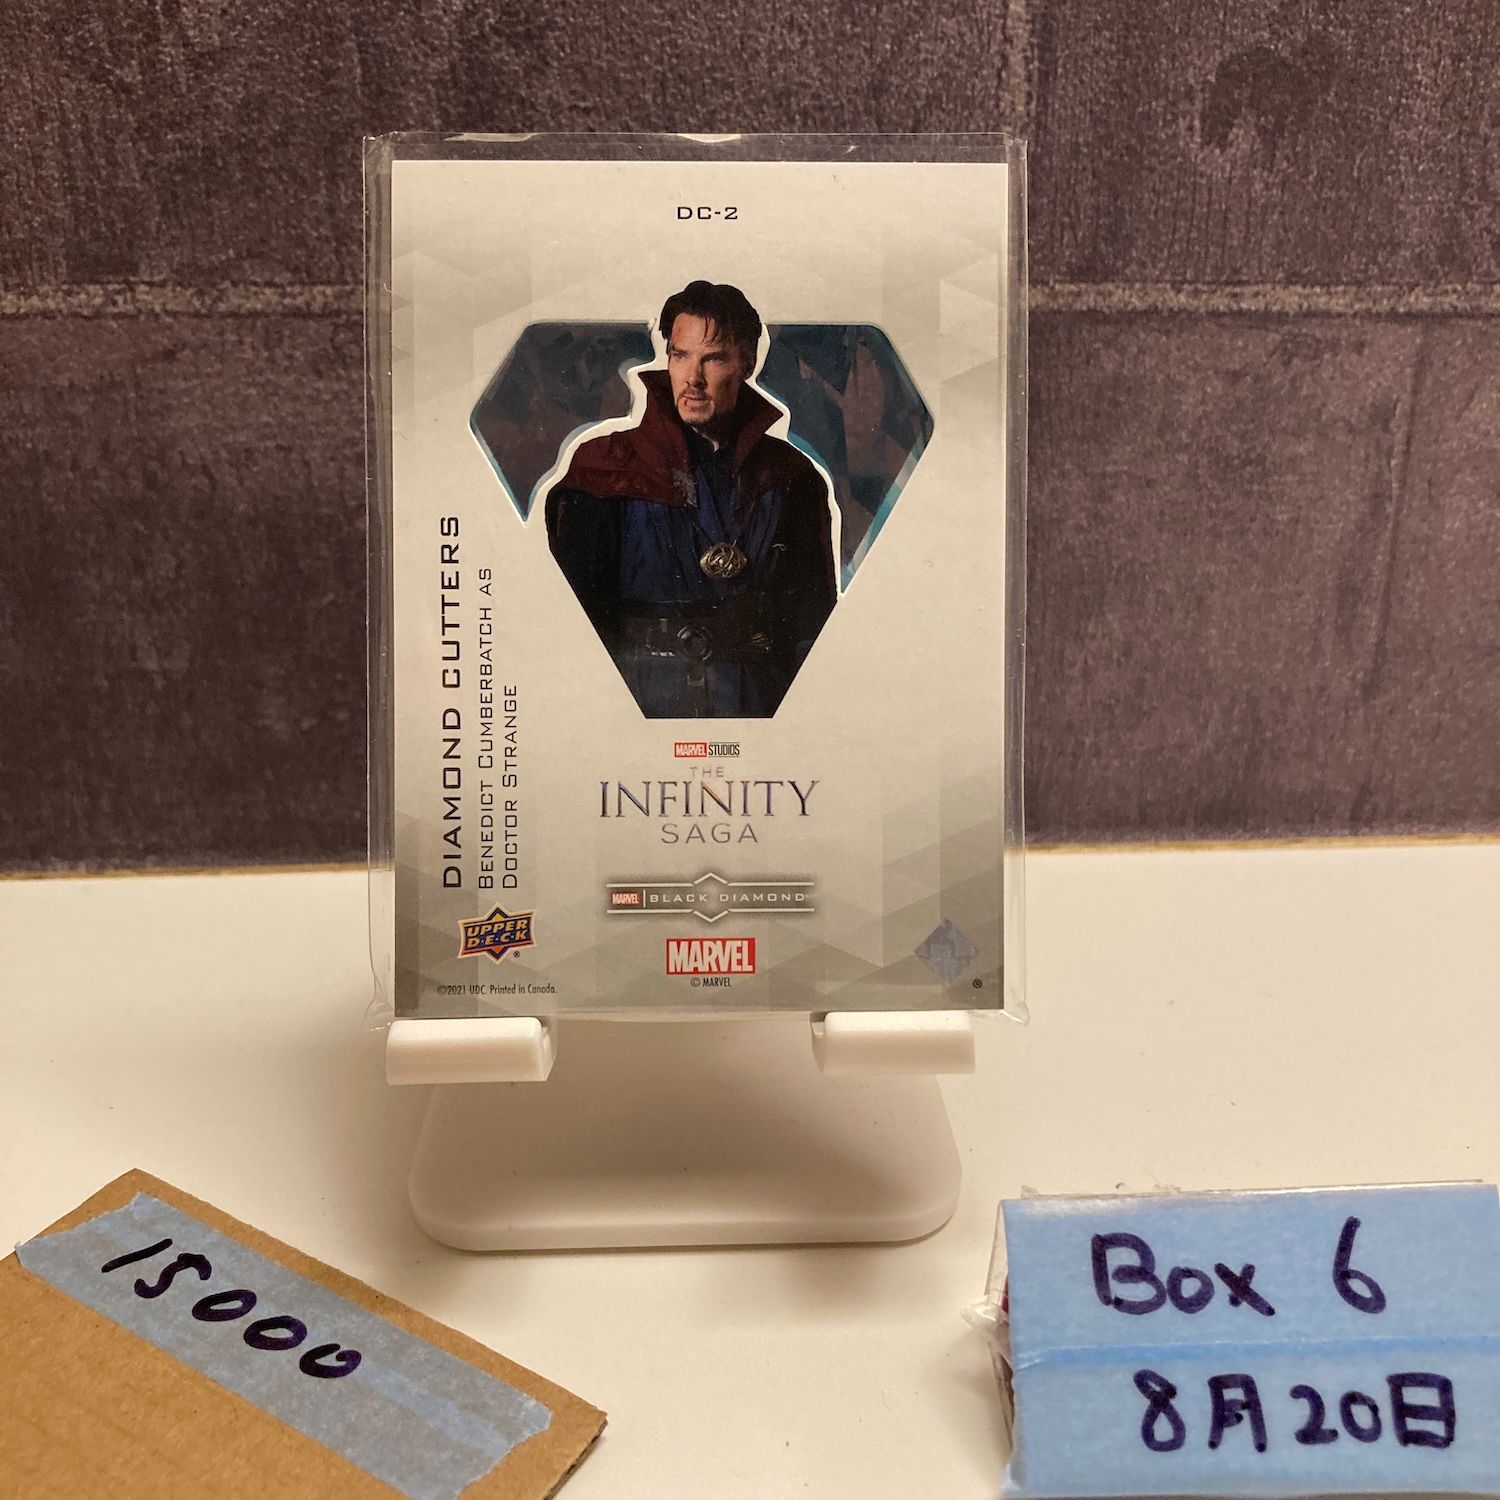 DC-2
DIAMOND CUTTERS
BENEDICT CUMBERBATCH AS
DOCTOR STRANGE
MARVEL STUDIOS
THE
INFINITY
SAGA
MARVEL BLACK DIAMOND
UPPER
D·E·C·K
®
MARVEL
© MARVEL
©2021 UDC. Printed in Canada.
®
15000
Box 6
8月20日